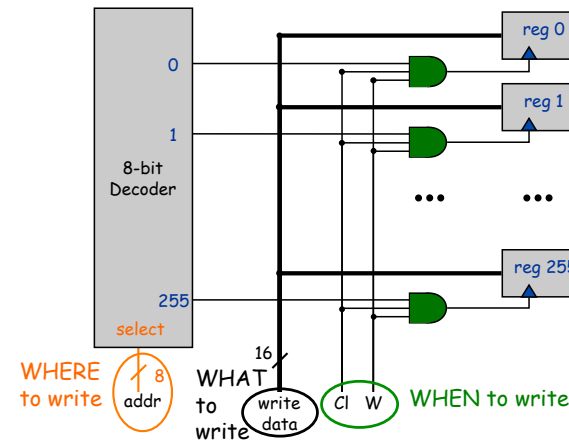 reg 0
0
reg 1
1
8-bit
Decoder
••• •••
reg 255
255
select
16
8
WHERE
to write
addr
WHAT
to
write
write
data
Cl W
WHEN to write